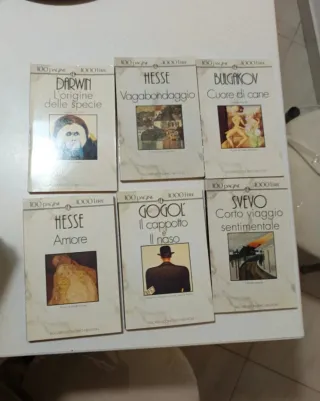 100 pagine 1000 lire
DARWIN
L'origine
delle specie
100 pagine 1000 lire
HESSE
Vagabondaggio
100 pagine 1000 lire
BULGAKOV
Cuore di cane
100 pagine 1000 lire
HESSE
Amore
100 pagine 1000 lire
GOGOL'
Il cappotto
Il naso
100 pagine 1000 lire
SVEVO
Corto viaggio
sentimentale